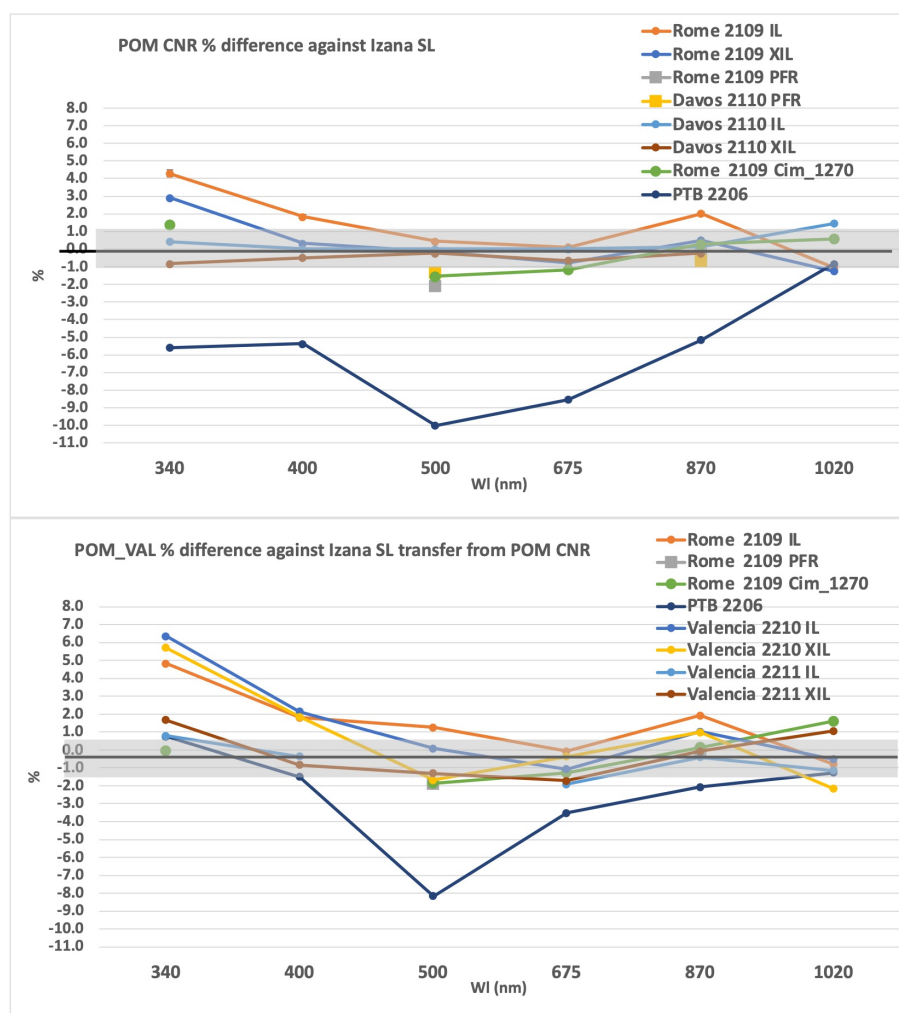 POM CNR % difference against Izana SL
Rome 2109 IL
Rome 2109 XIL
Rome 2109 PFR
Davos 2110 PFR
Davos 2110 IL
Davos 2110 XIL
Rome 2109 Cim_1270
PTB 2206
8.0
7.0
6.0
5.0
4.0
3.0
2.0
1.0
0.0
-1.0
-2.0
-3.0
-4.0
-5.0
-6.0
-7.0
-8.0
-9.0
-10.0
-11.0
%
340 400 500 675 870 1020
Wl (nm)
POM_VAL % difference against Izana SL transfer from POM CNR
Rome 2109 IL
Rome 2109 PFR
Rome 2109 Cim_1270
PTB 2206
Valencia 2210 IL
Valencia 2210 XIL
Valencia 2211 IL
Valencia 2211 XIL
8.0
7.0
6.0
5.0
4.0
3.0
2.0
1.0
0.0
-1.0
-2.0
-3.0
-4.0
-5.0
-6.0
-7.0
-8.0
-9.0
-10.0
-11.0
%
340 400 500 675 870 1020
Wl (nm)